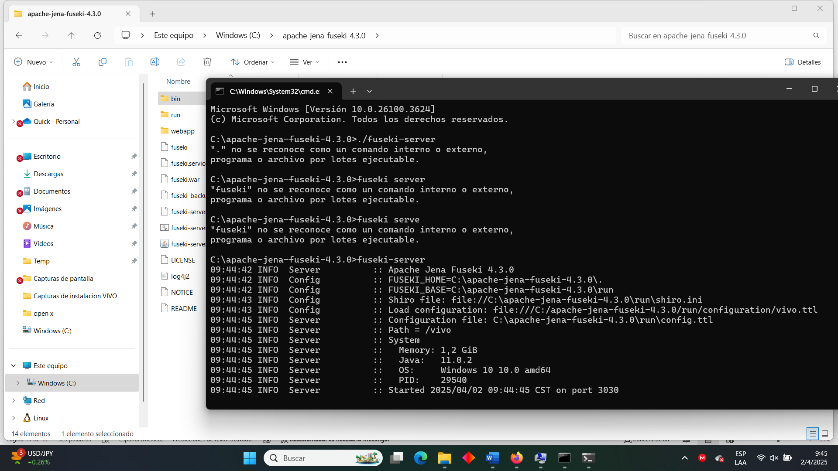 apache-jena-fuseki-4.3.0
Este equipo > Windows (C:) > apache-jena-fuseki-4.3.0 >
Buscar en apache-jena-fuseki-4.3.0
Nuevo
Ordenar
Ver
Detalles
Inicio
Galería
Quick - Personal
Escritorio
Descargas
Documentos
Imágenes
Música
Vídeos
Temp
Capturas de pantalla
Capturas de instalacion VIVO
open x
Windows (C:)
Este equipo
Windows (C:)
Red
Linux
14 elementos
1 elemento seleccionado
Nombre
bin
run
webapp
fuseki
fuseki.servic
fuseki.war
fuseki-backu
fuseki-serve
fuseki-serve
fuseki-serve
LICENSE
log4j2
NOTICE
README
C:\Windows\System32\cmd.e
Microsoft Windows [Versión 10.0.26100.3624]
(c) Microsoft Corporation. Todos los derechos reservados.
C:\apache-jena-fuseki-4.3.0>./fuseki-server
"." no se reconoce como un comando interno o externo,
programa o archivo por lotes ejecutable.
C:\apache-jena-fuseki-4.3.0>fuseki server
"fuseki" no se reconoce como un comando interno o externo,
programa o archivo por lotes ejecutable.
C:\apache-jena-fuseki-4.3.0>fuseki serve
"fuseki" no se reconoce como un comando interno o externo,
programa o archivo por lotes ejecutable.
C:\apache-jena-fuseki-4.3.0>fuseki-server
09:44:42 INFO  Server          :: Apache Jena Fuseki 4.3.0
09:44:42 INFO  Config          :: FUSEKI_HOME=C:\apache-jena-fuseki-4.3.0\.
09:44:42 INFO  Config          :: FUSEKI_BASE=C:\apache-jena-fuseki-4.3.0\run
09:44:43 INFO  Config          :: Shiro file: file://C:\apache-jena-fuseki-4.3.0\run\shiro.ini
09:44:43 INFO  Config          :: Load configuration: file:///C:/apache-jena-fuseki-4.3.0/run/configuration/vivo.ttl
09:44:45 INFO  Server          :: Configuration file: C:\apache-jena-fuseki-4.3.0\run\config.ttl
09:44:45 INFO  Server          :: Path = /vivo
09:44:45 INFO  Server          :: System
09:44:45 INFO  Server          ::   Memory: 1,2 GiB
09:44:45 INFO  Server          ::   Java:   11.0.2
09:44:45 INFO  Server          ::   OS:     Windows 10 10.0 amd64
09:44:45 INFO  Server          ::   PID:    29540
09:44:45 INFO  Server          :: Started 2025/04/02 09:44:45 CST on port 3030
USD/JPY
+0.26%
Buscar
ESP
LAA
9:45
2/4/2025